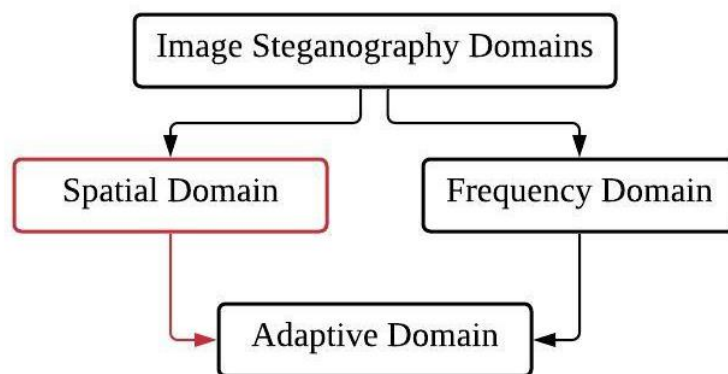 Image Steganography Domains
Spatial Domain
Frequency Domain
Adaptive Domain